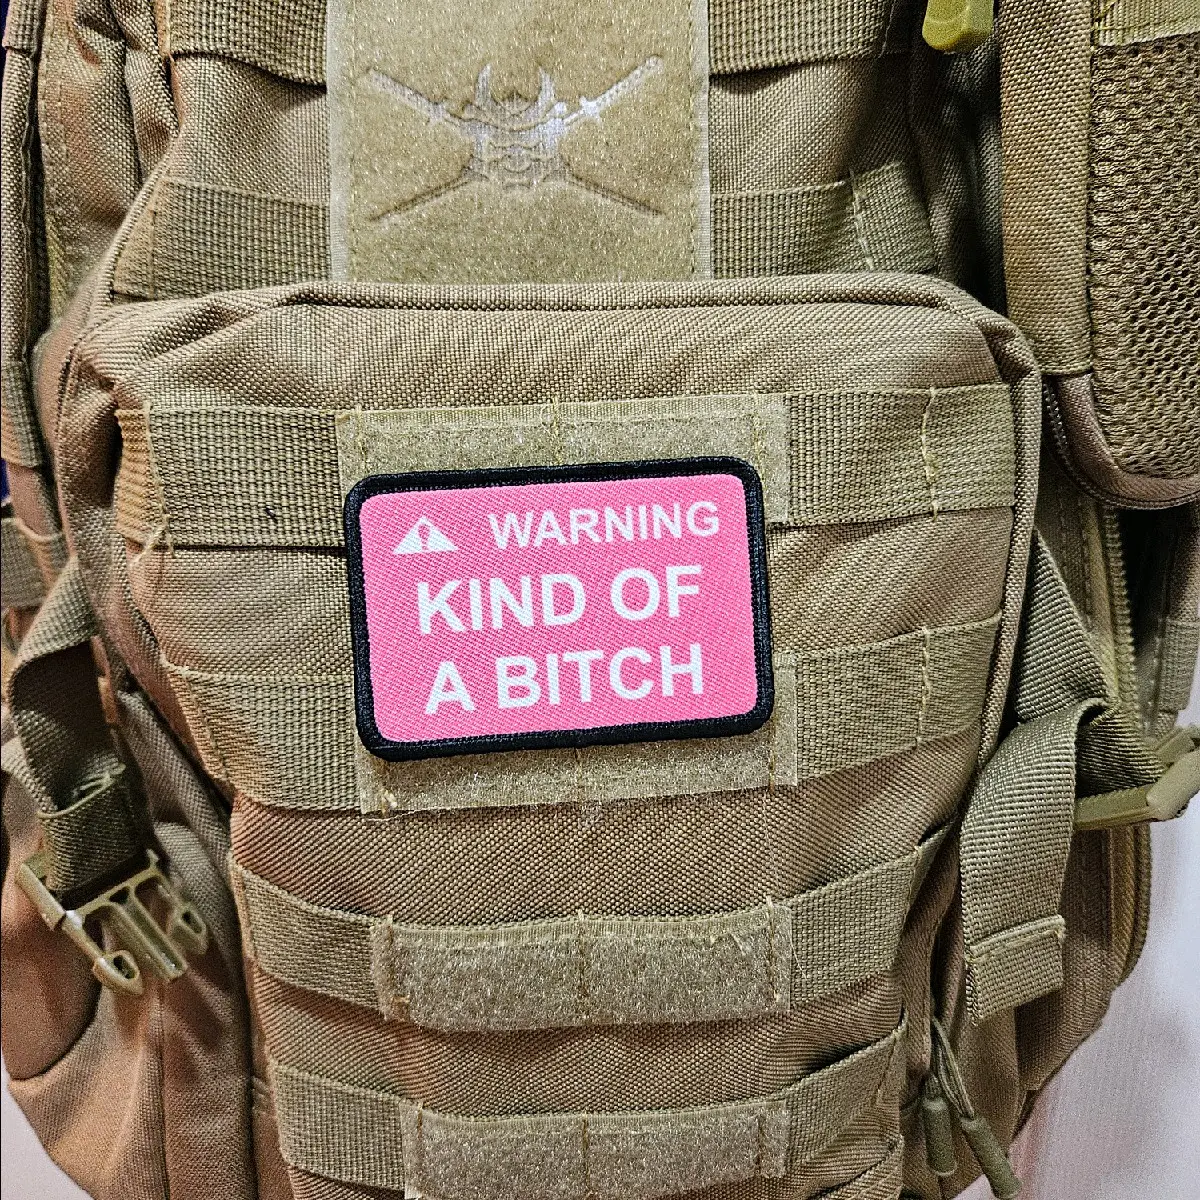 WARNING
KIND OF
A BITCH